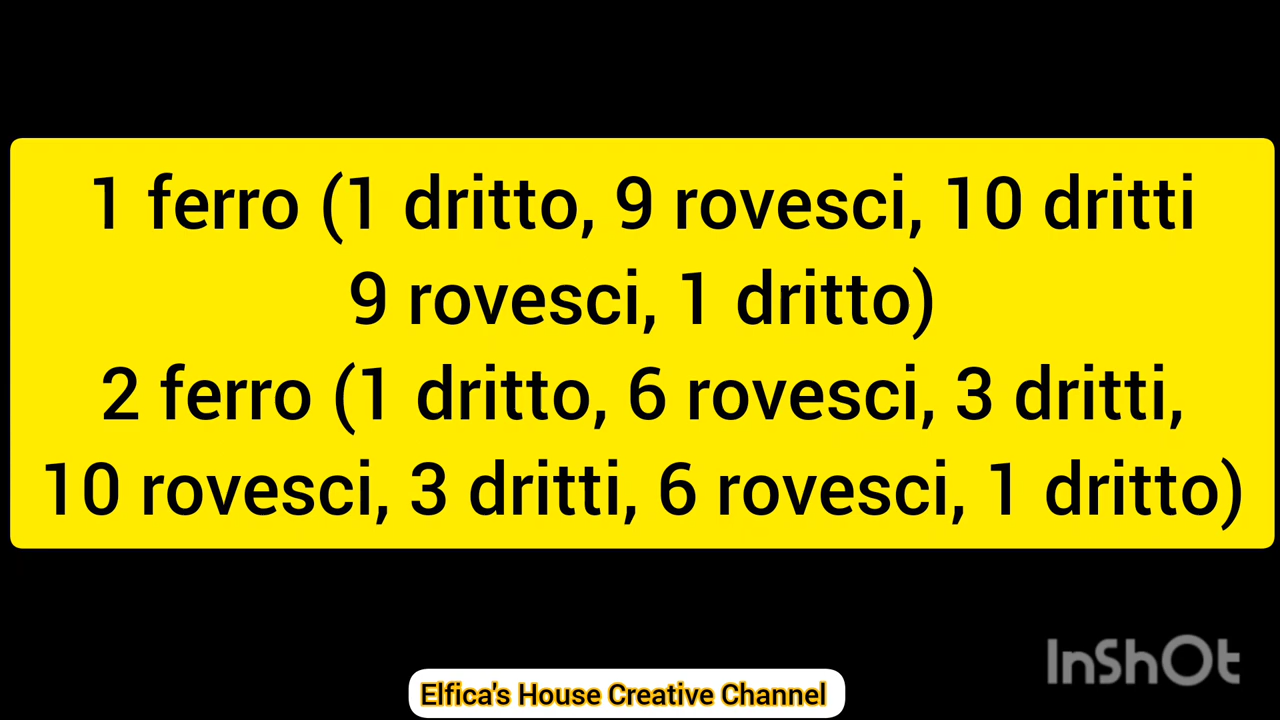 1 ferro (1 dritto, 9 rovesci, 10 dritti
9 rovesci, 1 dritto)
2 ferro (1 dritto, 6 rovesci, 3 dritti,
10 rovesci, 3 dritti, 6 rovesci, 1 dritto)
InShOt
Elfica's House Creative Channel